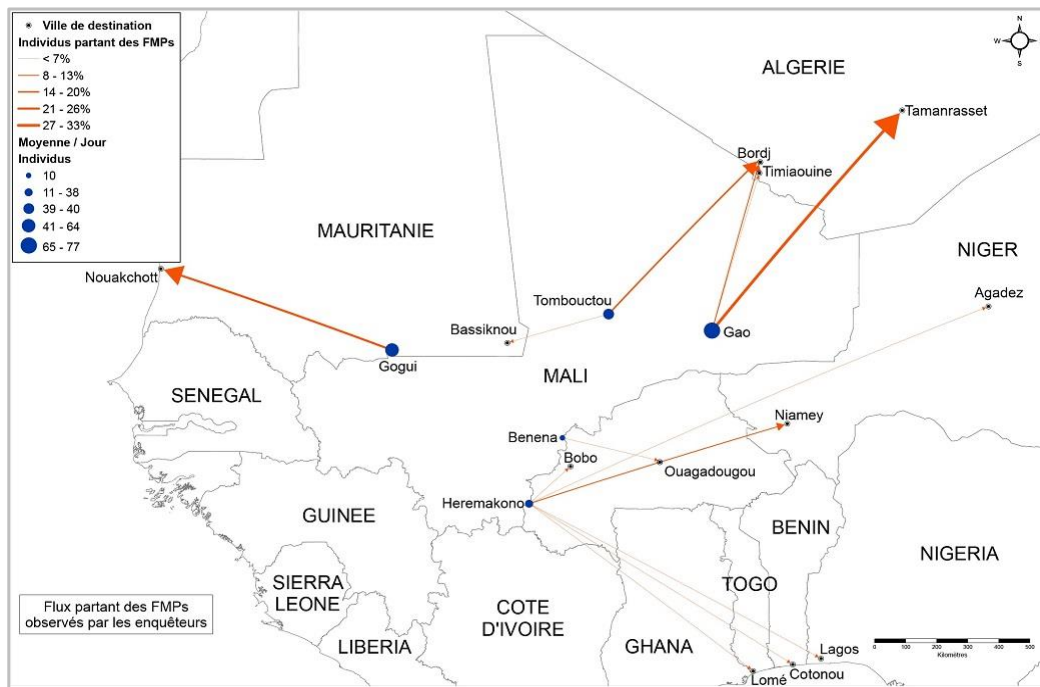 Ville de destination
Individus partant des FMPs
< 7%
8 - 13%
14 - 20%
21 - 26%
27 - 33%
Moyenne / Jour
Individus
10
11 - 38
39 - 40
41 - 64
65 - 77
N
W
E
S
ALGERIE
Tamanrasset
Bordj
Timiaouine
MAURITANIE
NIGER
Nouakchott
Agadez
Tombouctou
Bassiknou
Gao
Gogui
MALI
SENEGAL
Niamey
Benena
Bobo
Ouagadougou
Heremakono
GUINEE
BENIN
NIGERIA
SIERRA
LEONE
TOGO
COTE
D'IVOIRE
Flux partant des FMPs
observés par les enquêteurs
LIBERIA
GHANA
0 100 200 300 400 500
Kilomètres
Lagos
Cotonou
Lomé